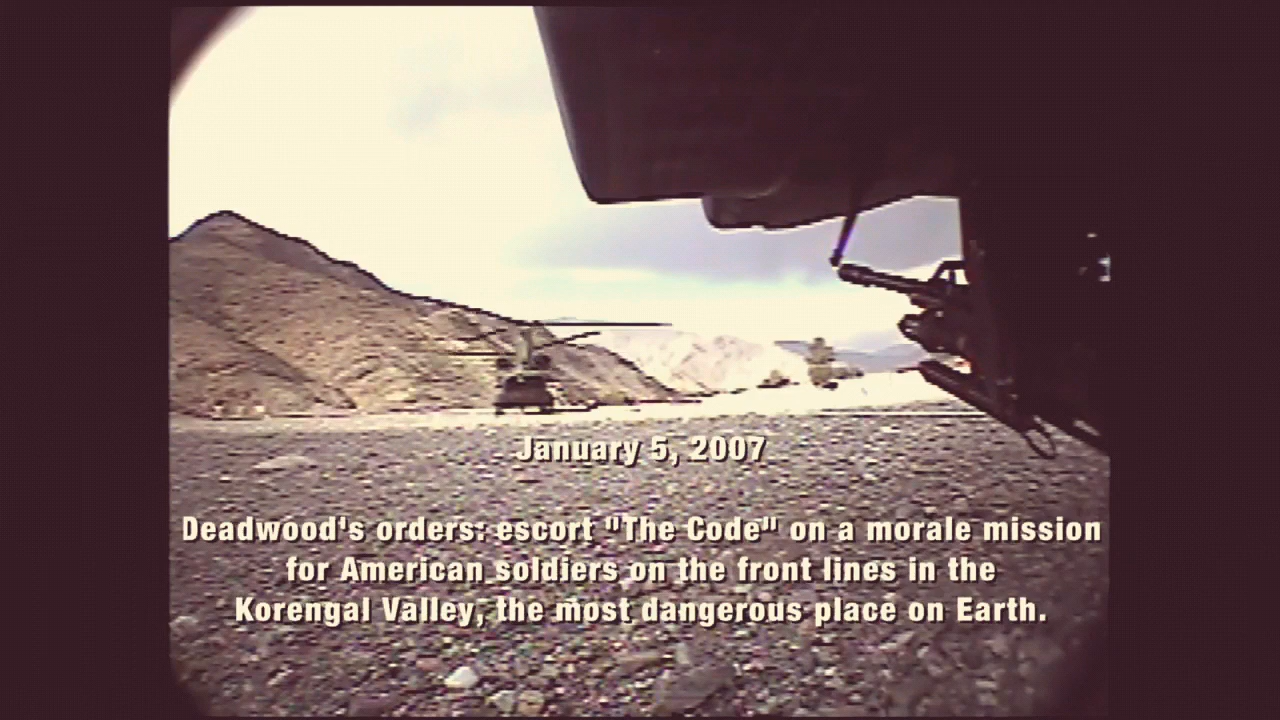 January 5, 2007
Deadwood's orders: escort "The Code" on a morale mission
for American soldiers on the front lines in the
Korengal Valley, the most dangerous place on Earth.